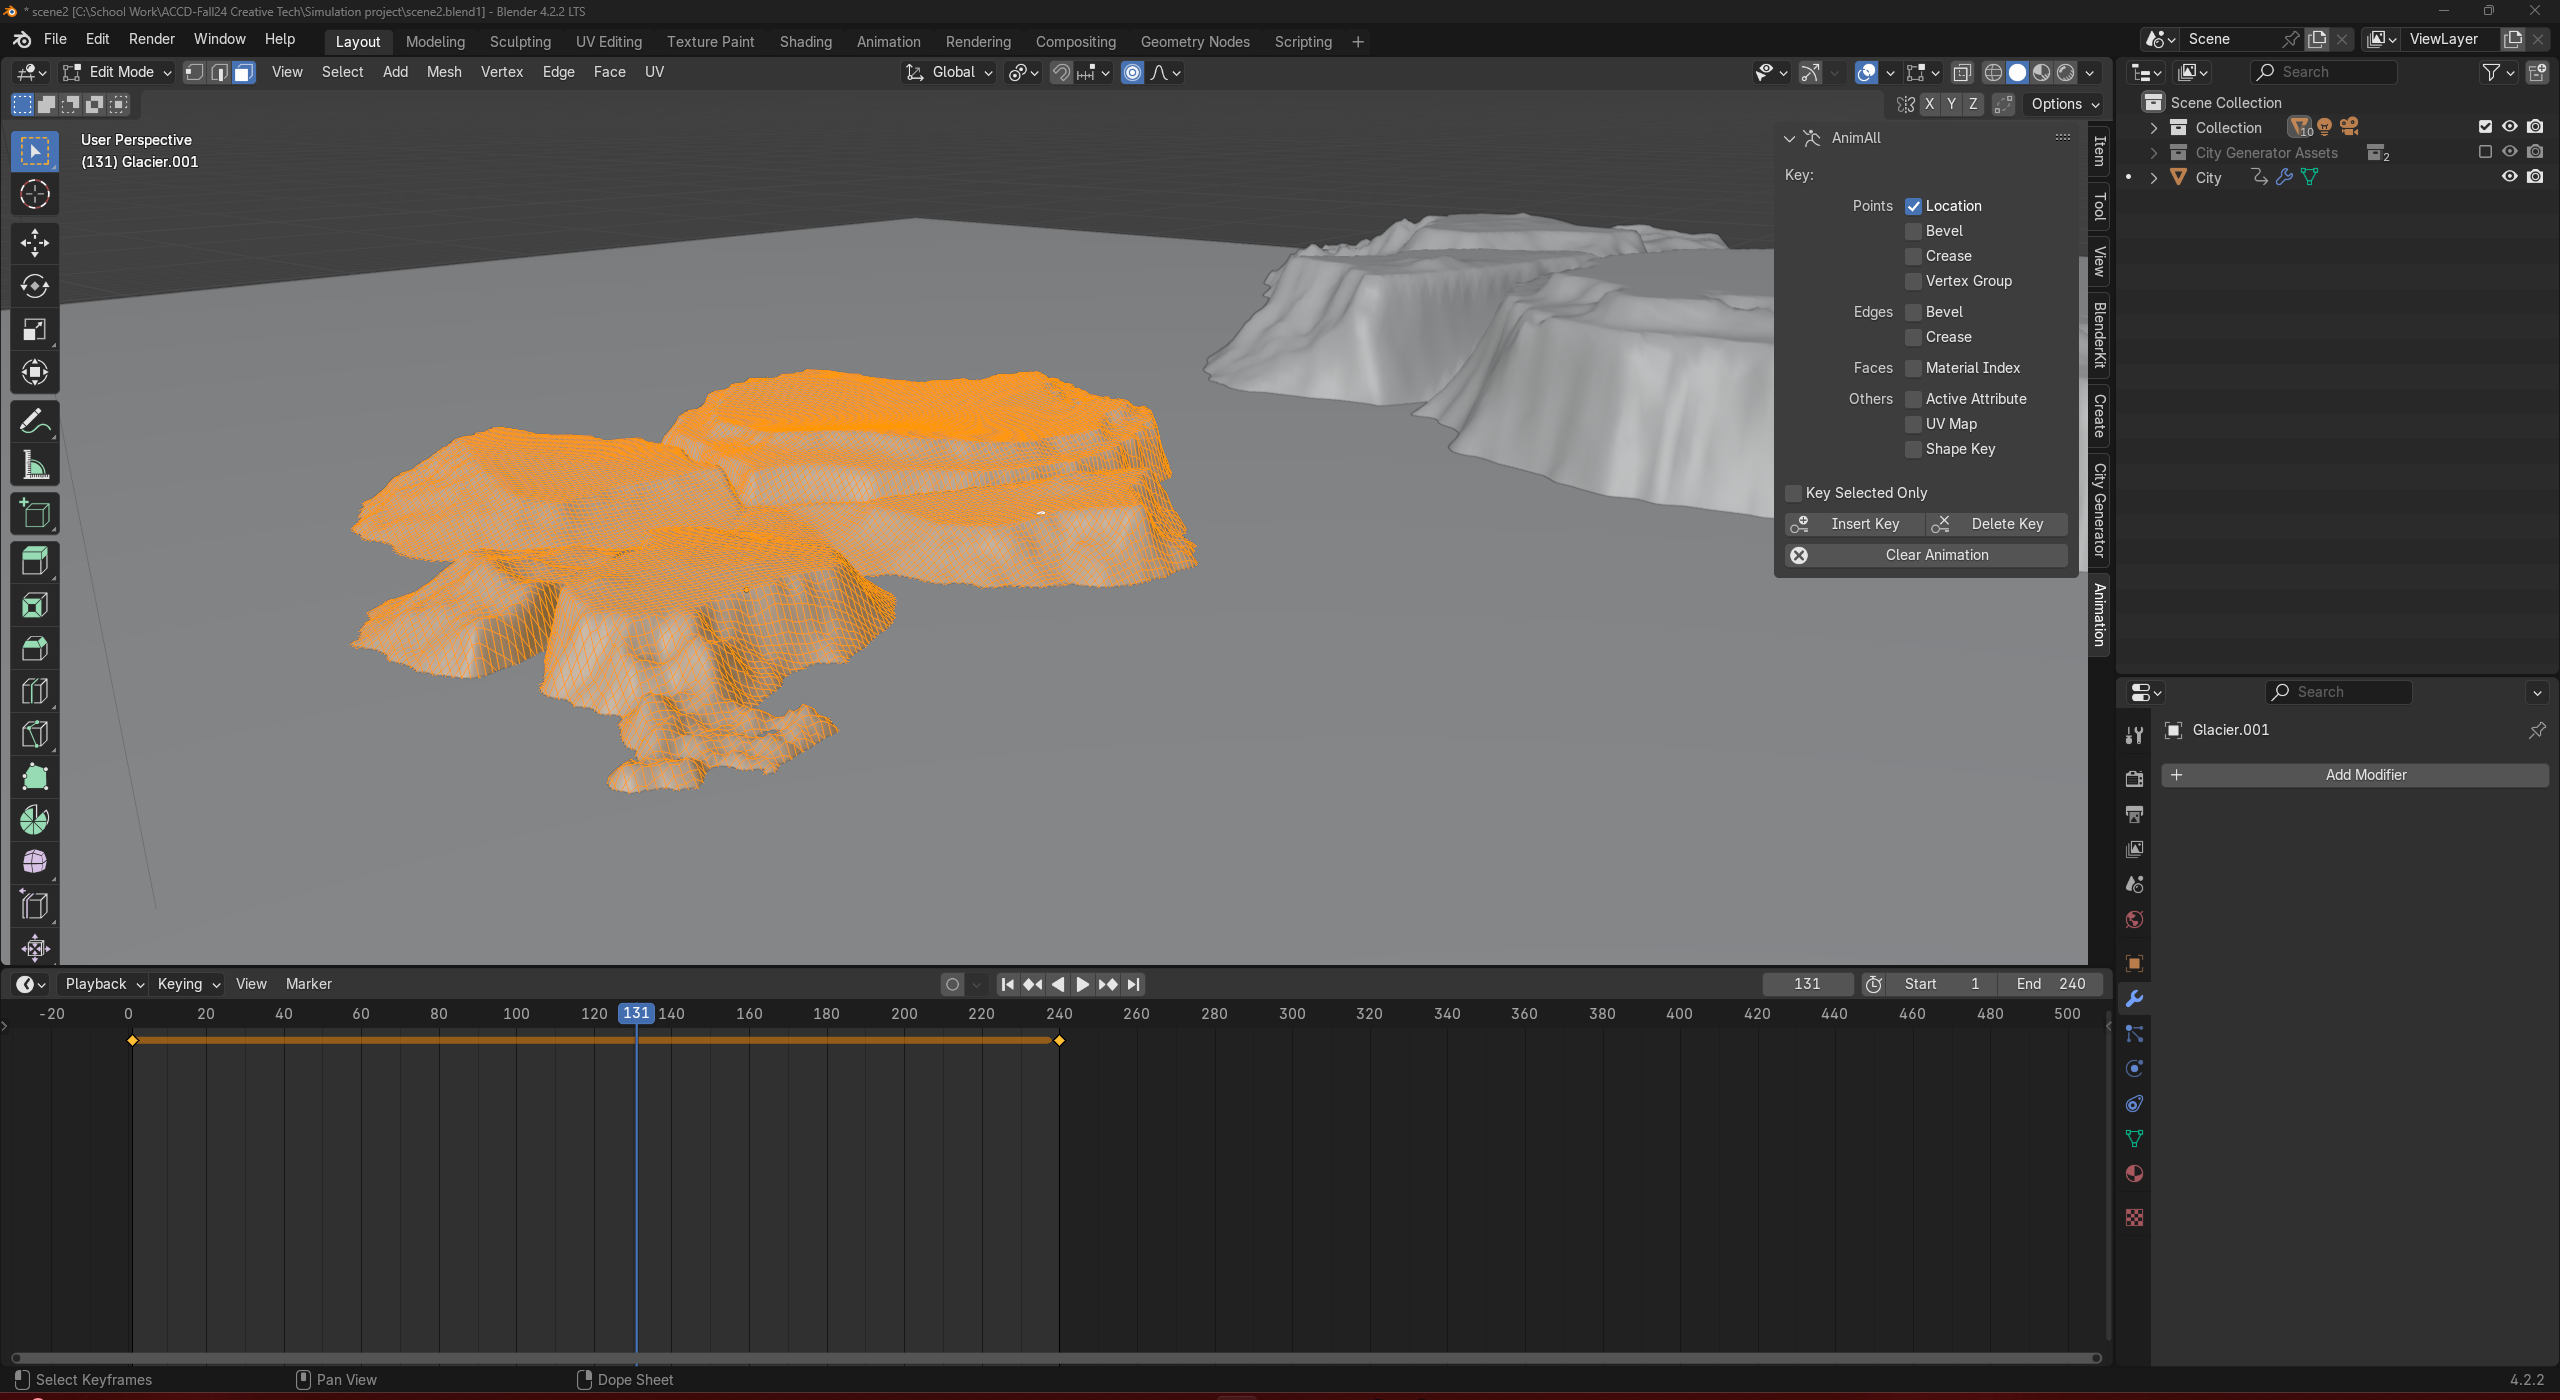 * scene2 [C:\School Work\ACCD-Fall24 Creative Tech\Simulation project\scene2.blend1] - Blender 4.2.2 LTS
File Edit Render Window Help Layout Modeling Sculpting UV Editing Texture Paint Shading Animation Rendering Compositing Geometry Nodes Scripting + Scene ViewLayer
Edit Mode View Select Add Mesh Vertex Edge Face UV Global Search
X Y Z Options
User Perspective
(131) Glacier.001
AnimAll
Key:
Points Location
Bevel
Crease
Vertex Group
Edges Bevel
Crease
Faces Material Index
Others Active Attribute
UV Map
Shape Key
Key Selected Only
Insert Key Delete Key
Clear Animation
Item
Tool
View
BlenderKit
Create
City Generator
Animation
Scene Collection
Collection 10
City Generator Assets 2
City
Search
Glacier.001
Add Modifier
Playback Keying View Marker 131 Start 1 End 240
-20 0 20 40 60 80 100 120 131 140 160 180 200 220 240 260 280 300 320 340 360 380 400 420 440 460 480 500
Select Keyframes Pan View Dope Sheet 4.2.2